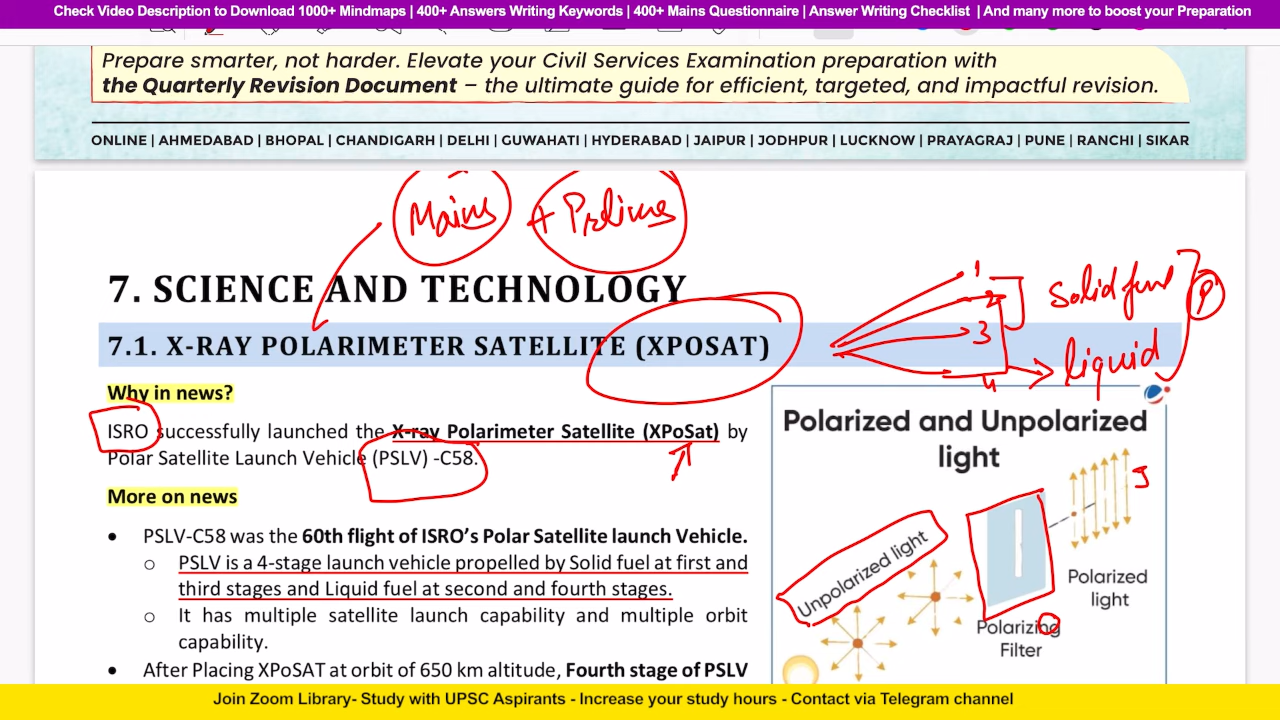 Check Video Description to Download 1000+ Mindmaps | 400+ Answers Writing Keywords | 400+ Mains Questionnaire | Answer Writing Checklist | And many more to boost your Preparation
Prepare smarter, not harder. Elevate your Civil Services Examination preparation with
the Quarterly Revision Document – the ultimate guide for efficient, targeted, and impactful revision.
ONLINE | AHMEDABAD | BHOPAL | CHANDIGARH | DELHI | GUWAHATI | HYDERABAD | JAIPUR | JODHPUR | LUCKNOW | PRAYAGRAJ | PUNE | RANCHI | SIKAR
Mains + Prelims
7. SCIENCE AND TECHNOLOGY
7.1. X-RAY POLARIMETER SATELLITE (XPOSAT)
1
2
3
4
Solid fuel
liquid
P
Why in news?
ISRO successfully launched the X-ray Polarimeter Satellite (XPoSat) by
Polar Satellite Launch Vehicle (PSLV) -C58.
More on news
• PSLV-C58 was the 60th flight of ISRO's Polar Satellite launch Vehicle.
o PSLV is a 4-stage launch vehicle propelled by Solid fuel at first and
third stages and Liquid fuel at second and fourth stages.
o It has multiple satellite launch capability and multiple orbit
capability.
• After Placing XPoSAT at orbit of 650 km altitude, Fourth stage of PSLV
Polarized and Unpolarized
light
Unpolarized light
Polarizing
Filter
Polarized
light
Join Zoom Library- Study with UPSC Aspirants - Increase your study hours - Contact via Telegram channel